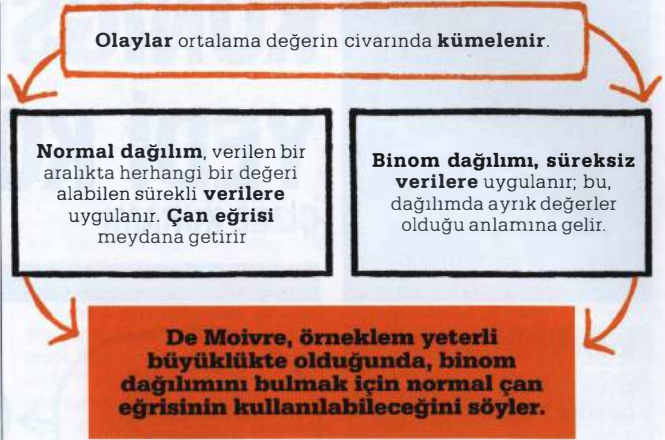 Olaylar ortalama değerin civarında kümelenir.
Normal dağılım, verilen bir
aralıkta herhangi bir değeri
alabilen sürekli verilere
uygulanır. Çan eğrisi
meydana getirir
Binom dağılımı, süreksiz
verilere uygulanır; bu,
dağılımda ayrık değerler
olduğu anlamına gelir.
De Moivre, örneklem yeterli
büyüklükte olduğunda, binom
dağılımını bulmak için normal çan
eğrisinin kullanılabileceğini söyler.